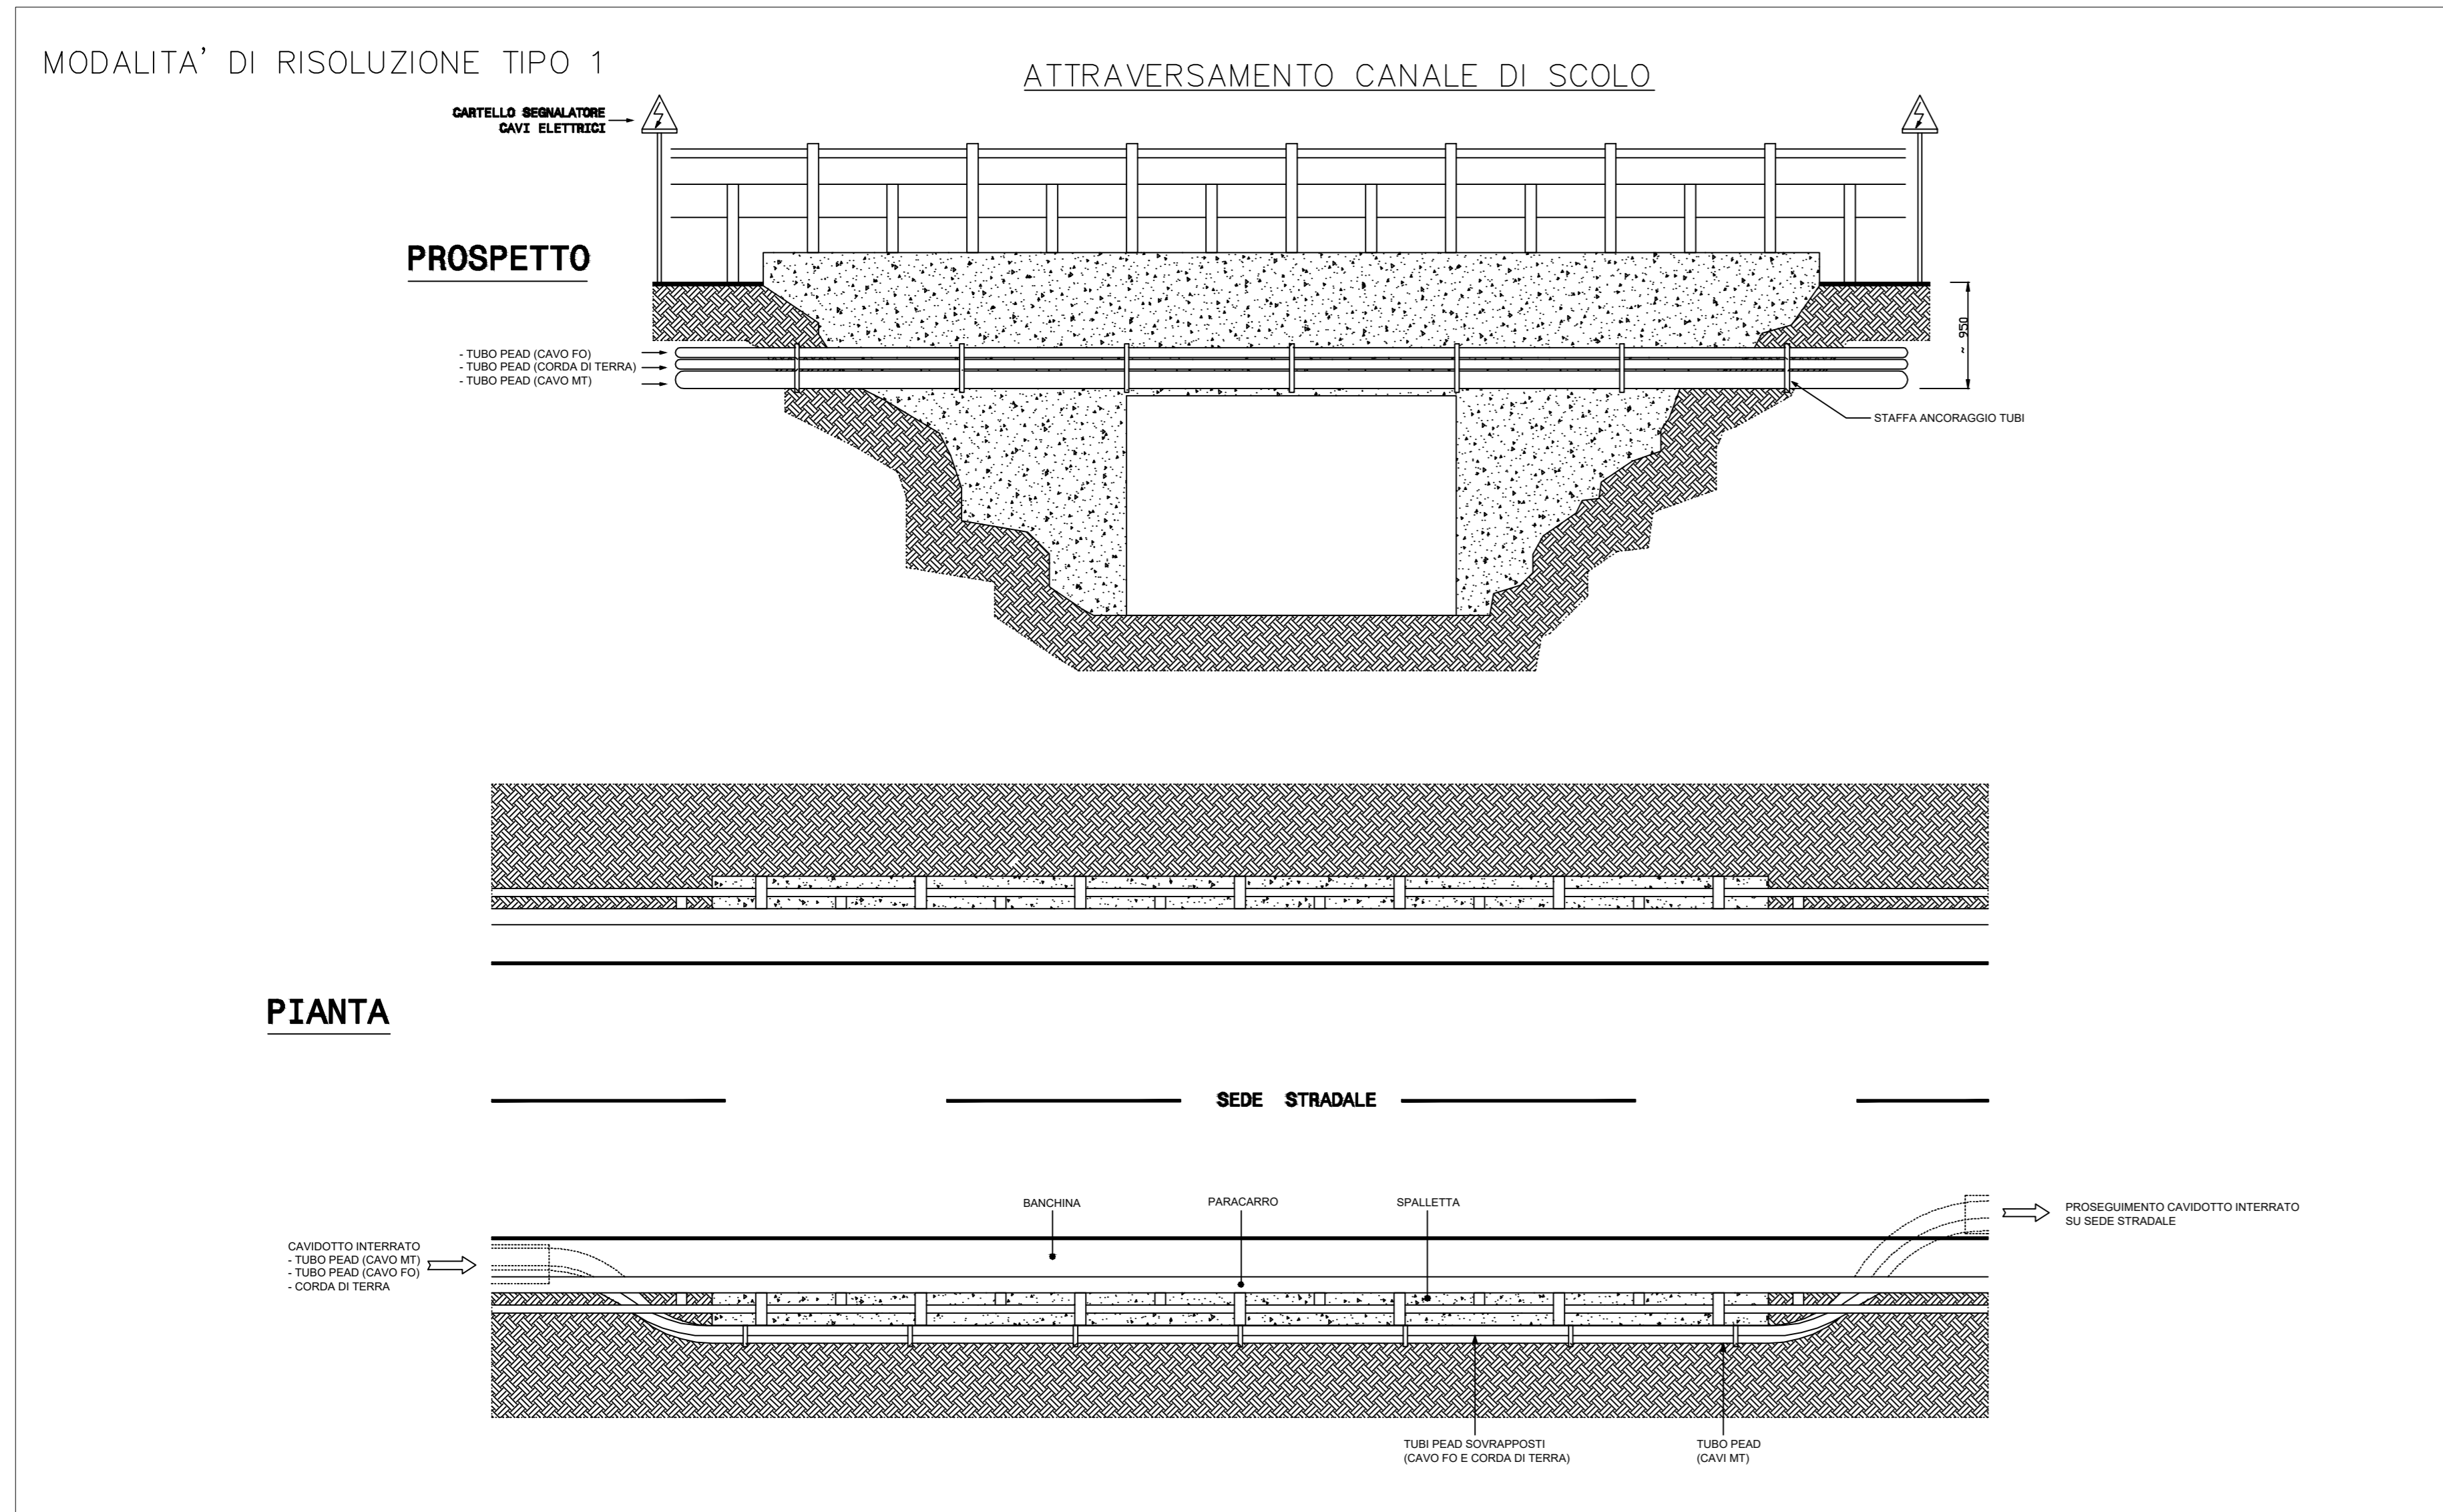 MODALITA' DI RISOLUZIONE TIPO 1
ATTRAVERSAMENTO CANALE DI SCOLO
CARTELLO SEGNALATORE
CAVI ELETTRICI
PROSPETTO
- TUBO PEAD (CAVO FO)
- TUBO PEAD (CORDA DI TERRA)
- TUBO PEAD (CAVO MT)
~ 950
STAFFA ANCORAGGIO TUBI
PIANTA
SEDE STRADALE
BANCHINA
PARACARRO
SPALLETTA
PROSEGUIMENTO CAVIDOTTO INTERRATO
SU SEDE STRADALE
CAVIDOTTO INTERRATO
- TUBO PEAD (CAVO MT)
- TUBO PEAD (CAVO FO)
- CORDA DI TERRA
TUBI PEAD SOVRAPPOSTI
(CAVO FO E CORDA DI TERRA)
TUBO PEAD
(CAVI MT)